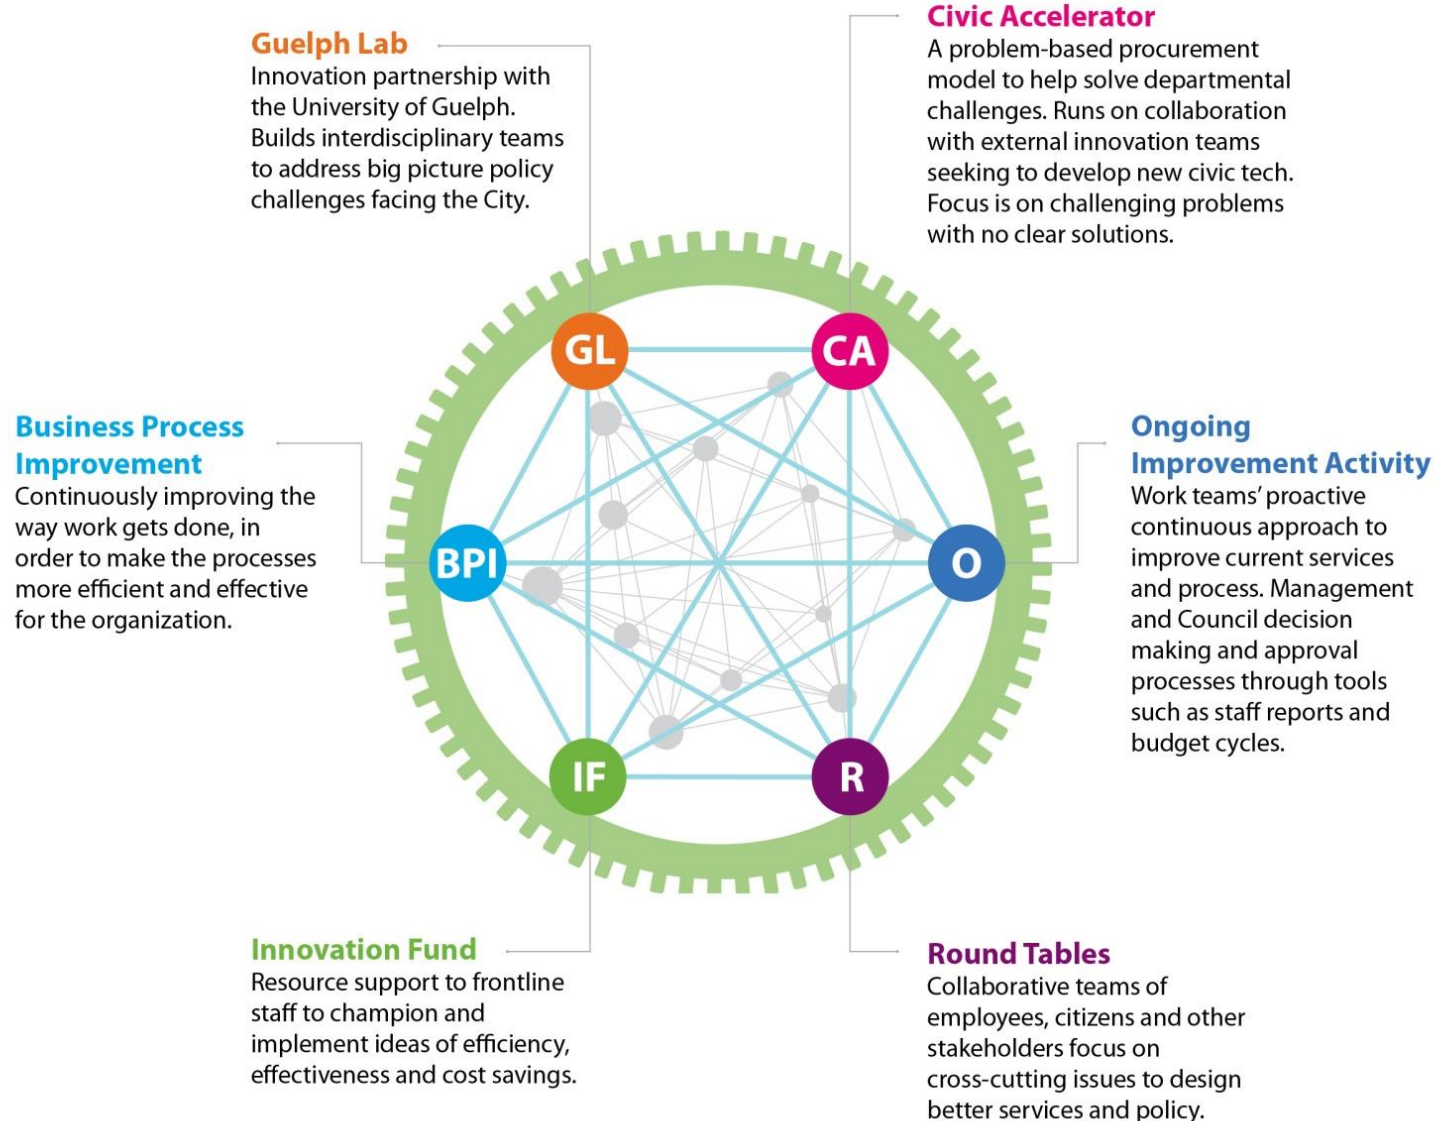 Guelph Lab
Innovation partnership with
the University of Guelph.
Builds interdisciplinary teams
to address big picture policy
challenges facing the City.
Civic Accelerator
A problem-based procurement
model to help solve departmental
challenges. Runs on collaboration
with external innovation teams
seeking to develop new civic tech.
Focus is on challenging problems
with no clear solutions.
GL
CA
Business Process
Improvement
Continuously improving the
way work gets done, in
order to make the processes
more efficient and effective
for the organization.
BPI
O
Ongoing
Improvement Activity
Work teams’ proactive
continuous approach to
improve current services
and process. Management
and Council decision
making and approval
processes through tools
such as staff reports and
budget cycles.
IF
R
Innovation Fund
Resource support to frontline
staff to champion and
implement ideas of efficiency,
effectiveness and cost savings.
Round Tables
Collaborative teams of
employees, citizens and other
stakeholders focus on
cross-cutting issues to design
better services and policy.